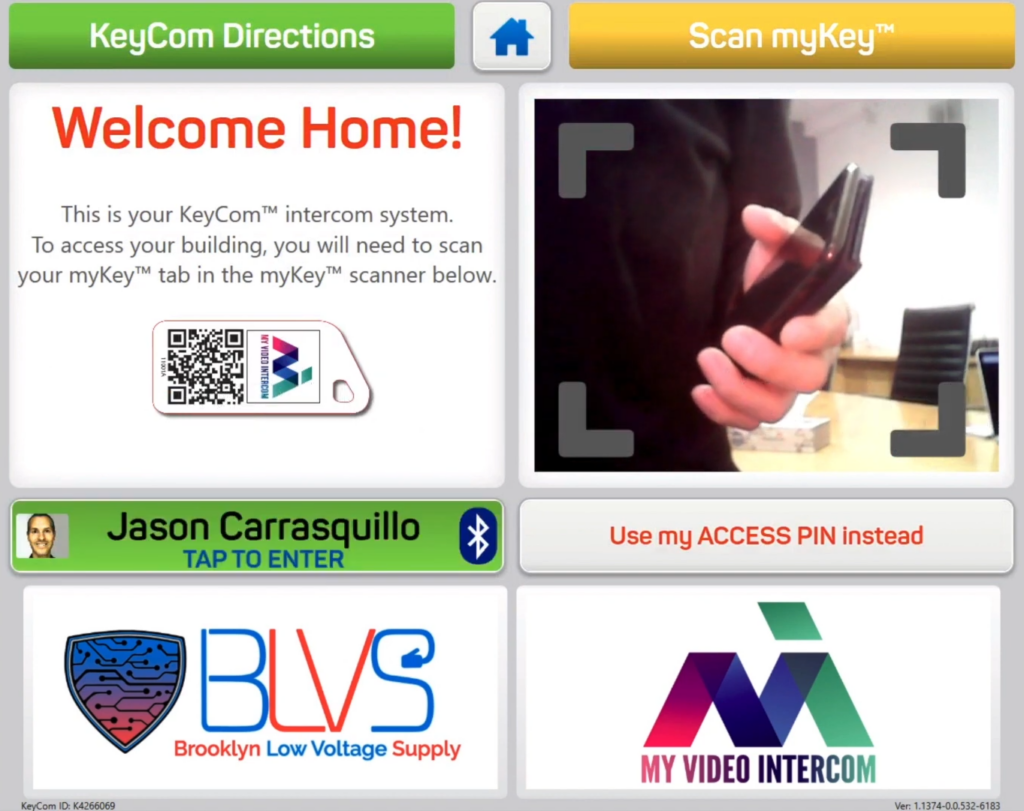 KeyCom Directions
Scan myKey™
Welcome Home!
This is your KeyCom™ intercom system.
To access your building, you will need to scan
your myKey™ tab in the myKey™ scanner below.
11001A
MY VIDEO INTERCOM
Jason Carrasquillo
TAP TO ENTER
Use my ACCESS PIN instead
BLVS
Brooklyn Low Voltage Supply
MY VIDEO INTERCOM
KeyCom ID: K4266069
Ver: 1.1374-0.0.532-6183